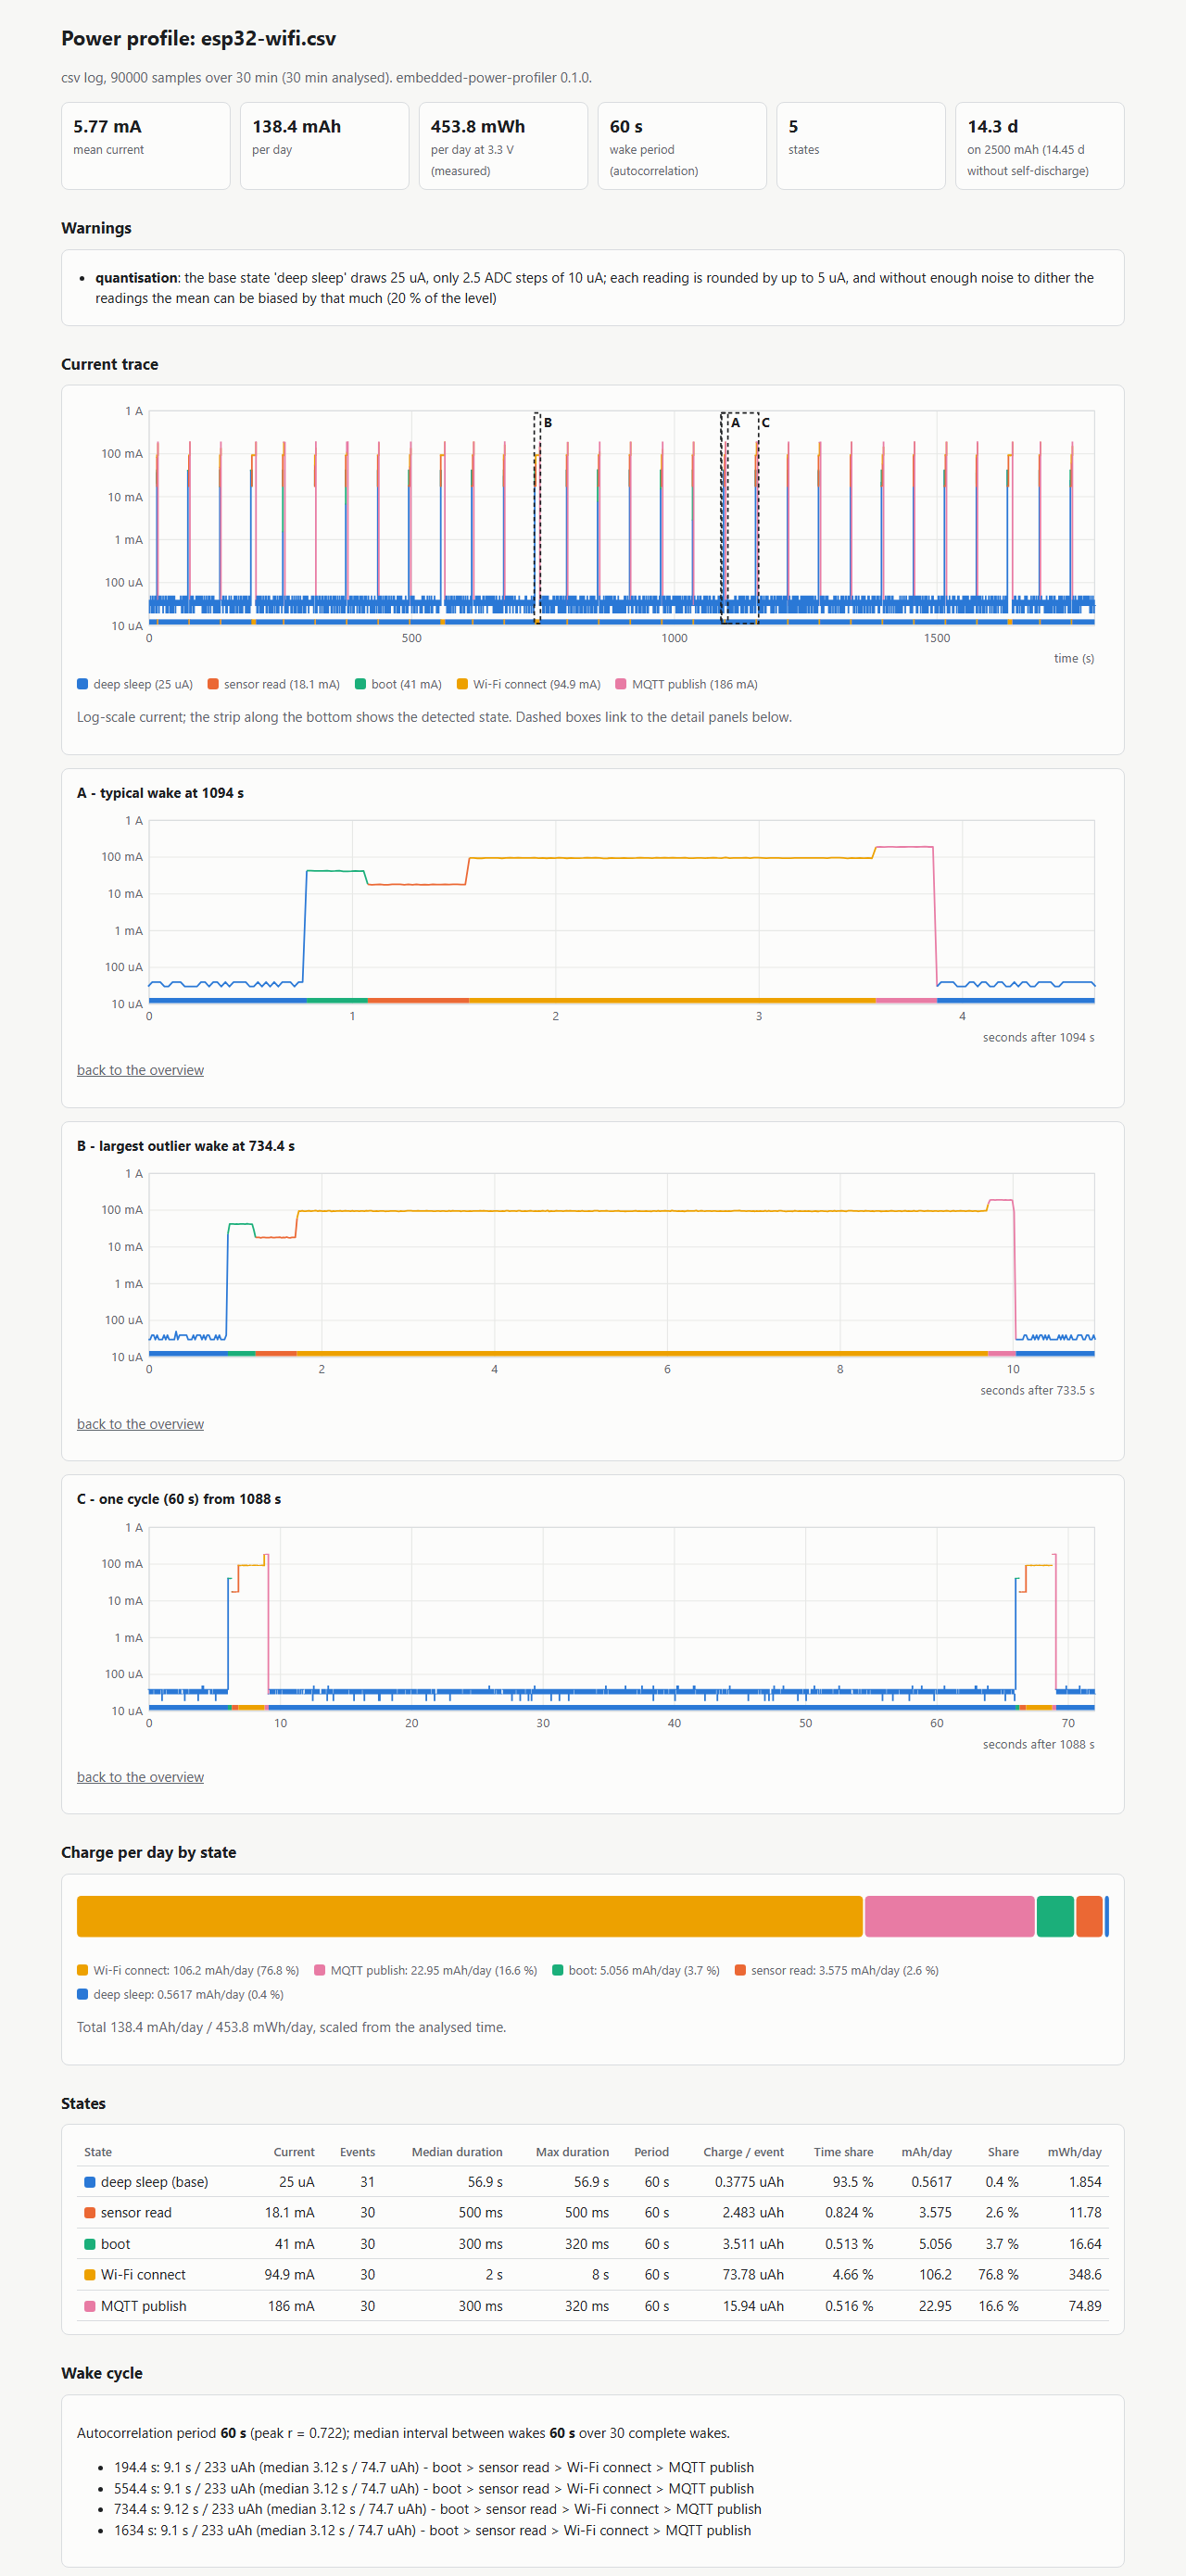 Power profile: esp32-wifi.csv
csv log, 90000 samples over 30 min (30 min analysed). embedded-power-profiler 0.1.0.
5.77 mA
mean current
138.4 mAh
per day
453.8 mWh
per day at 3.3 V
(measured)
60 s
wake period
(autocorrelation)
5
states
14.3 d
on 2500 mAh (14.45 d
without self-discharge)
Warnings
• quantisation: the base state 'deep sleep' draws 25 uA, only 2.5 ADC steps of 10 uA; each reading is rounded by up to 5 uA, and without enough noise to dither the
readings the mean can be biased by that much (20 % of the level)
Current trace
1 A
100 mA
10 mA
1 mA
100 uA
10 uA
B
A
C
0 500 1000 1500
time (s)
deep sleep (25 uA) sensor read (18.1 mA) boot (41 mA) Wi-Fi connect (94.9 mA) MQTT publish (186 mA)
Log-scale current; the strip along the bottom shows the detected state. Dashed boxes link to the detail panels below.
A - typical wake at 1094 s
1 A
100 mA
10 mA
1 mA
100 uA
10 uA
0 1 2 3 4
seconds after 1094 s
back to the overview
B - largest outlier wake at 734.4 s
1 A
100 mA
10 mA
1 mA
100 uA
10 uA
0 2 4 6 8 10
seconds after 733.5 s
back to the overview
C - one cycle (60 s) from 1088 s
1 A
100 mA
10 mA
1 mA
100 uA
10 uA
0 10 20 30 40 50 60 70
seconds after 1088 s
back to the overview
Charge per day by state
Wi-Fi connect: 106.2 mAh/day (76.8 %) MQTT publish: 22.95 mAh/day (16.6 %) boot: 5.056 mAh/day (3.7 %) sensor read: 3.575 mAh/day (2.6 %)
deep sleep: 0.5617 mAh/day (0.4 %)
Total 138.4 mAh/day / 453.8 mWh/day, scaled from the analysed time.
States
State Current Events Median duration Max duration Period Charge / event Time share mAh/day Share mWh/day
deep sleep (base) 25 uA 31 56.9 s 56.9 s 60 s 0.3775 uAh 93.5 % 0.5617 0.4 % 1.854
sensor read 18.1 mA 30 500 ms 500 ms 60 s 2.483 uAh 0.824 % 3.575 2.6 % 11.78
boot 41 mA 30 300 ms 320 ms 60 s 3.511 uAh 0.513 % 5.056 3.7 % 16.64
Wi-Fi connect 94.9 mA 30 2 s 8 s 60 s 73.78 uAh 4.66 % 106.2 76.8 % 348.6
MQTT publish 186 mA 30 300 ms 320 ms 60 s 15.94 uAh 0.516 % 22.95 16.6 % 74.89
Wake cycle
Autocorrelation period 60 s (peak r = 0.722); median interval between wakes 60 s over 30 complete wakes.
• 194.4 s: 9.1 s / 233 uAh (median 3.12 s / 74.7 uAh) - boot > sensor read > Wi-Fi connect > MQTT publish
• 554.4 s: 9.1 s / 233 uAh (median 3.12 s / 74.7 uAh) - boot > sensor read > Wi-Fi connect > MQTT publish
• 734.4 s: 9.12 s / 233 uAh (median 3.12 s / 74.7 uAh) - boot > sensor read > Wi-Fi connect > MQTT publish
• 1634 s: 9.1 s / 233 uAh (median 3.12 s / 74.7 uAh) - boot > sensor read > Wi-Fi connect > MQTT publish